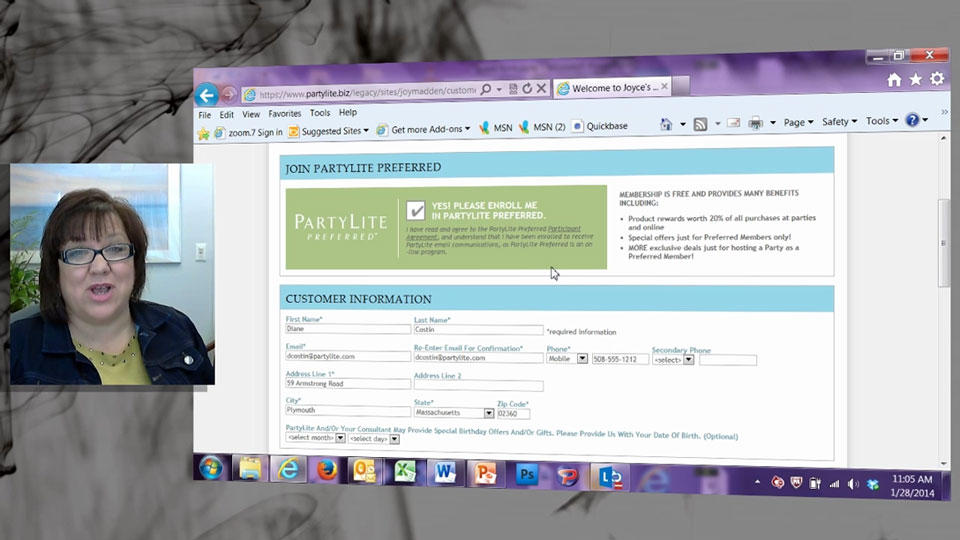 https://www.partylite.biz/legacy/sites/joymadden/custome
Welcome to Joyce's ...
File Edit View Favorites Tools Help
zoom.7 Sign in Suggested Sites Get more Add-ons MSN MSN (2) Quickbase Page Safety Tools
JOIN PARTYLITE PREFERRED
PARTYLITE
PREFERRED
YES! PLEASE ENROLL ME
IN PARTYLITE PREFERRED.
I have read and agree to the PartyLite Preferred Participant
Agreement, and understand that I have been enrolled to receive
PartyLite email communications, as PartyLite Preferred is an on
-line program.
MEMBERSHIP IS FREE AND PROVIDES MANY BENEFITS
INCLUDING:
• Product rewards worth 20% of all purchases at parties
and online
• Special offers just for Preferred Members only!
• MORE exclusive deals just for hosting a Party as a
Preferred Member!
CUSTOMER INFORMATION
First Name* Last Name*
Diane Costin *required information
Email* Re-Enter Email For Confirmation* Phone* Secondary Phone
dcostin@partylite.com dcostin@partylite.com Mobile 508-555-1212 <select>
Address Line 1* Address Line 2
59 Armstrong Road
City* State* Zip Code*
Plymouth Massachusetts 02360
PartyLite And/Or Your Consultant May Provide Special Birthday Offers And/Or Gifts. Please Provide Us With Your Date Of Birth. (Optional)
<select month> <select day>
11:05 AM
1/28/2014